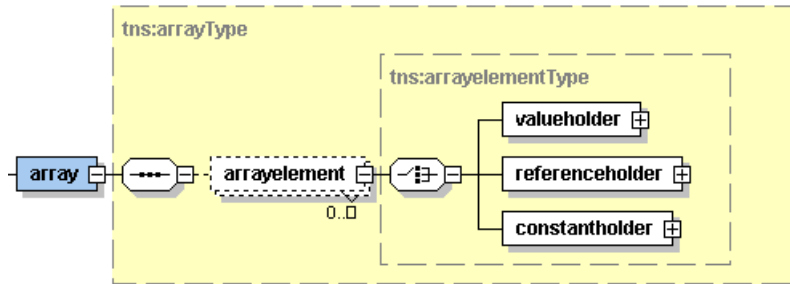 tns:arrayType
tns:arrayelementType
valueholder
array
arrayelement
referenceholder
0..□
constantholder